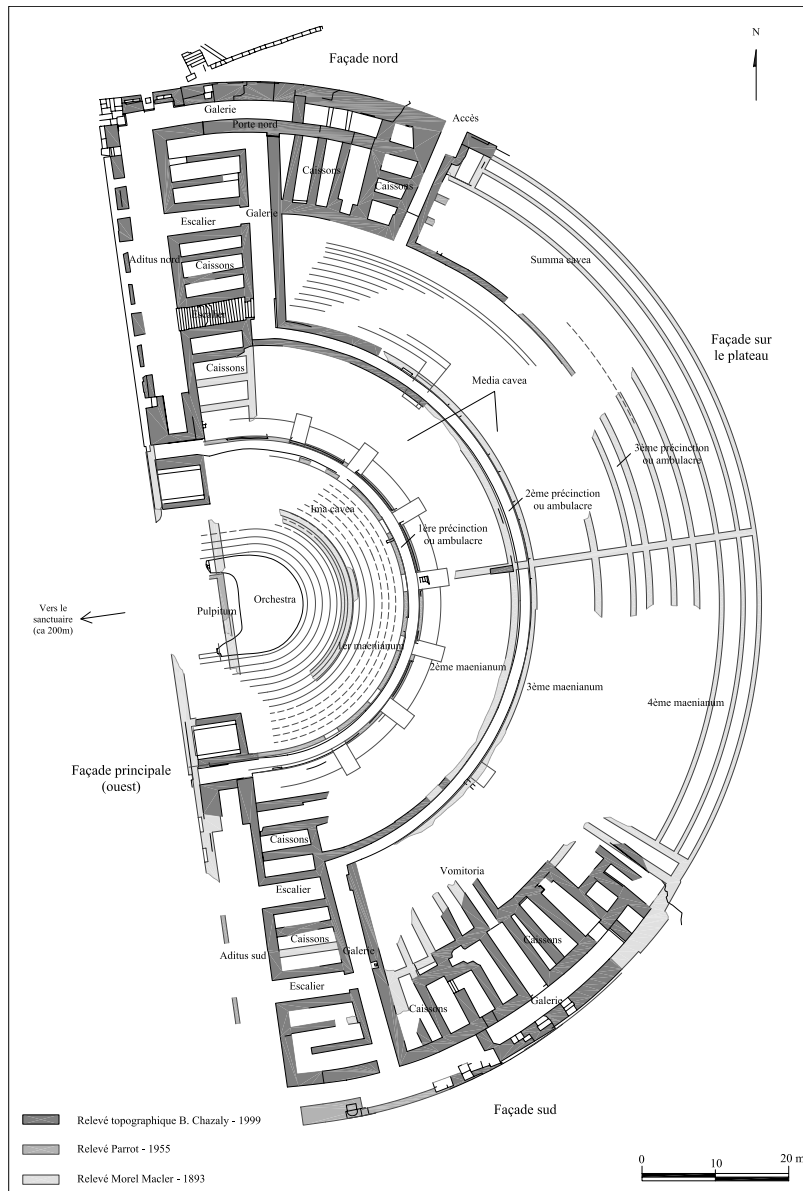 Façade nord
N
Galerie
Accès
Porte nord
Caissons
Caissons
Escalier
Galerie
Aditus nord
Caissons
Summa cavea
Façade sur
le plateau
Caissons
Media cavea
3ème précinction
ou ambulacre
2ème précinction
ou ambulacre
Ima cavea
1ère précinction
ou ambulacre
Orchestra
Pulpitum
Vers le
sanctuaire
(ca 200m)
1er maenianum
2ème maenianum
3ème maenianum
4ème maenianum
Façade principale
(ouest)
Caissons
Vomitoria
Escalier
Caissons
Caissons
Aditus sud
Galerie
Escalier
Galerie
Caissons
Façade sud
Relevé topographique B. Chazaly - 1999
Relevé Parrot - 1955
Relevé Morel Macler - 1893
0 10 20 m